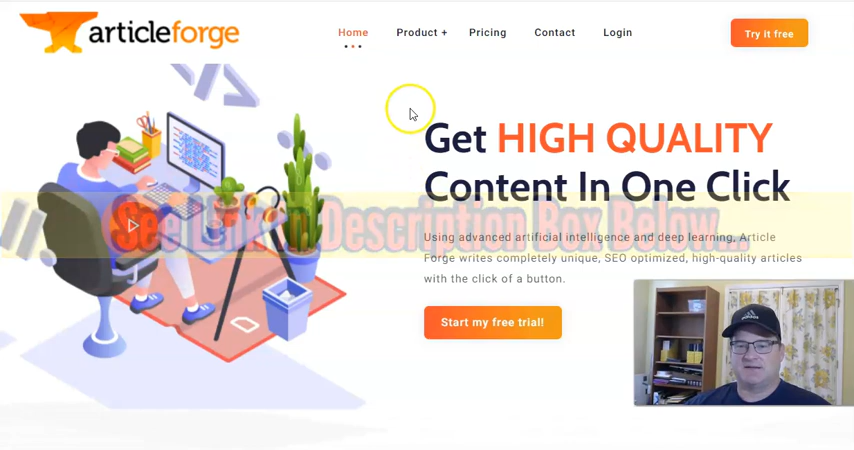 articleforge
Home Product + Pricing Contact Login Try it free
Get HIGH QUALITY
Content In One Click
See Link in Description Box Below...
Using advanced artificial intelligence and deep learning, Article
Forge writes completely unique, SEO optimized, high-quality articles
with the click of a button.
Start my free trial!